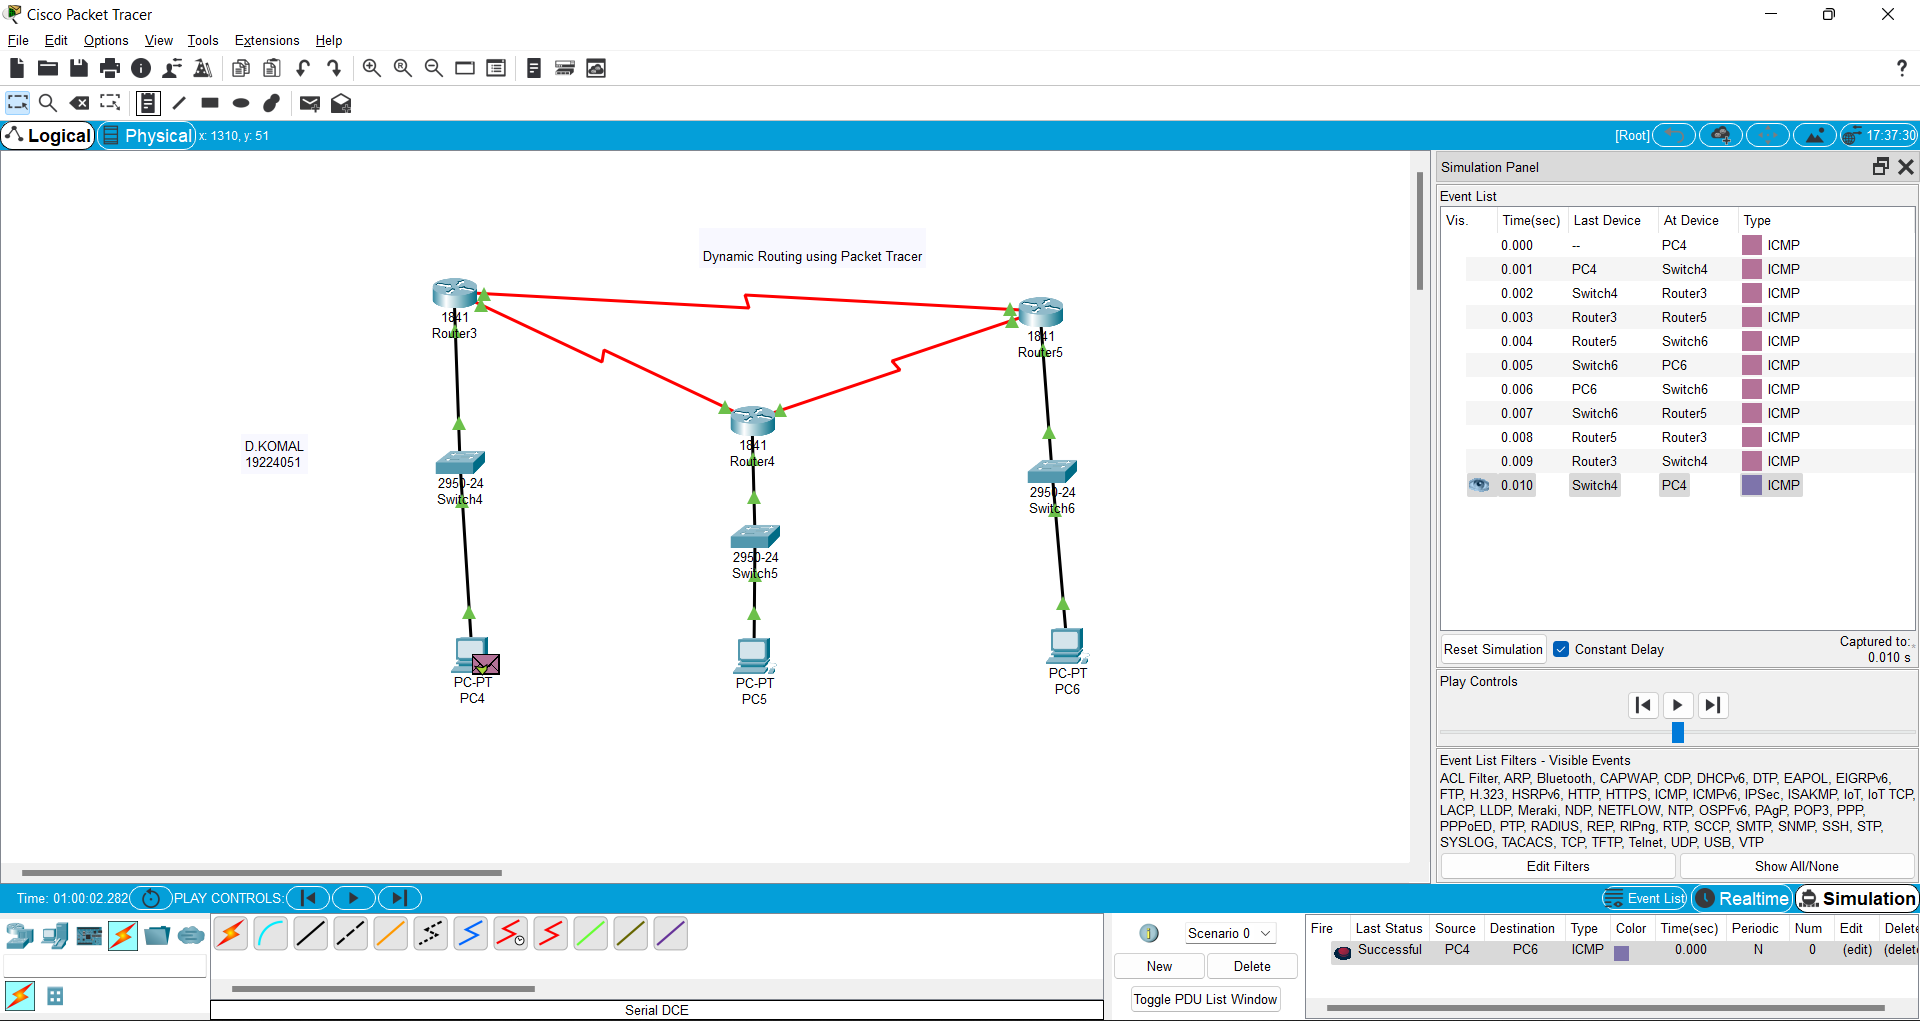 Cisco Packet Tracer
File Edit Options View Tools Extensions Help
Logical Physical x: 1310, y: 51 [Root] 17:37:30
Simulation Panel
Event List
Vis. Time(sec) Last Device At Device Type
0.000 -- PC4 ICMP
0.001 PC4 Switch4 ICMP
0.002 Switch4 Router3 ICMP
0.003 Router3 Router5 ICMP
0.004 Router5 Switch6 ICMP
0.005 Switch6 PC6 ICMP
0.006 PC6 Switch6 ICMP
0.007 Switch6 Router5 ICMP
0.008 Router5 Router3 ICMP
0.009 Router3 Switch4 ICMP
0.010 Switch4 PC4 ICMP
Reset Simulation Constant Delay Captured to:
0.010 s
Play Controls
Event List Filters - Visible Events
ACL Filter, ARP, Bluetooth, CAPWAP, CDP, DHCPv6, DTP, EAPOL, EIGRPv6,
FTP, H.323, HSRPv6, HTTP, HTTPS, ICMP, ICMPv6, IPSec, ISAKMP, IoT, IoT TCP,
LACP, LLDP, Meraki, NDP, NETFLOW, NTP, OSPFv6, PAgP, POP3, PPP,
PPPoED, PTP, RADIUS, REP, RIPng, RTP, SCCP, SMTP, SNMP, SSH, STP,
SYSLOG, TACACS, TCP, TFTP, Telnet, UDP, USB, VTP
Edit Filters Show All/None
Dynamic Routing using Packet Tracer
1841
Router3
1841
Router5
1841
Router4
D.KOMAL
19224051
2950-24
Switch4
2950-24
Switch6
2950-24
Switch5
PC-PT
PC4
PC-PT
PC5
PC-PT
PC6
Time: 01:00:02.282 PLAY CONTROLS: Event List Realtime Simulation
Serial DCE
1 Scenario 0
New Delete
Toggle PDU List Window
Fire Last Status Source Destination Type Color Time(sec) Periodic Num Edit Delete
Successful PC4 PC6 ICMP 0.000 N 0 (edit) (delet